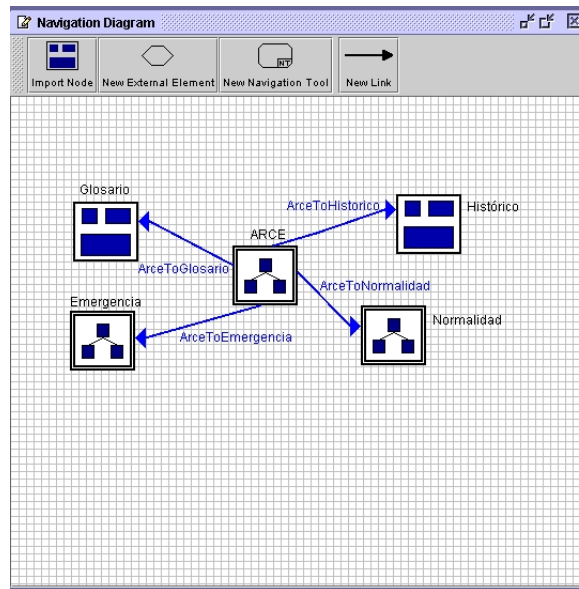 Navigation Diagram
Import Node
New External Element
NT
New Navigation Tool
New Link
Glosario
ArceToHistorico
Histórico
ARCE
ArceToGlosario
ArceToNormalidad
Emergencia
Normalidad
ArceToEmergencia